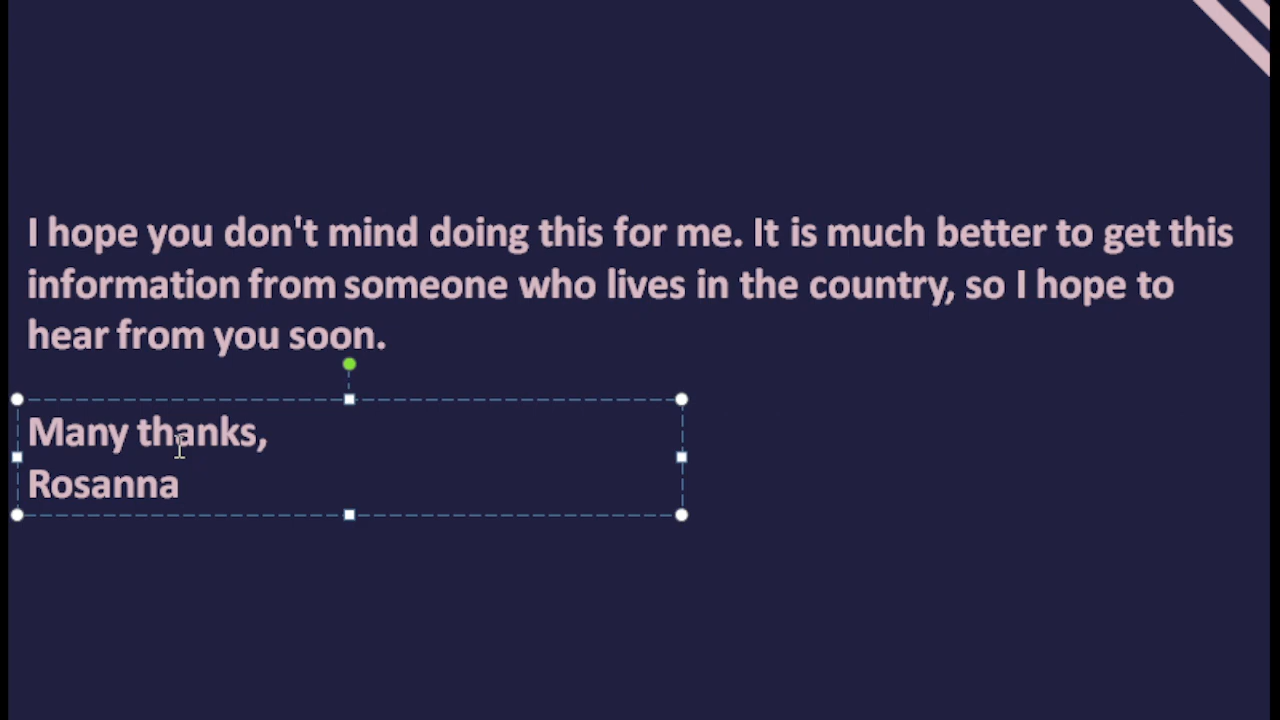 I hope you don't mind doing this for me. It is much better to get this
information from someone who lives in the country, so I hope to
hear from you soon.
Many thanks,
Rosanna